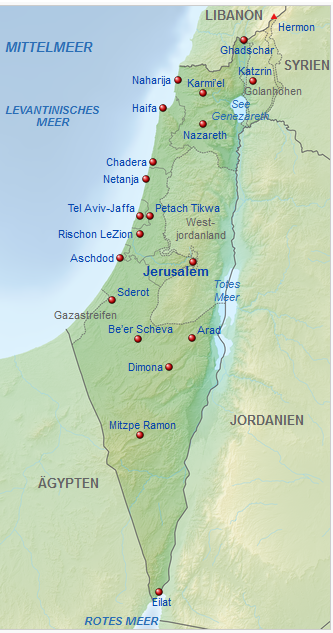 LIBANON
Hermon
MITTELMEER
Ghadschar
SYRIEN
Naharija
Karmi'el
Katzrin
Golanhöhen
LEVANTINISCHES
MEER
Haifa
See
Genezareth
Nazareth
Chadera
Netanja
Tel Aviv-Jaffa
Petach Tikwa
West-
jordanland
Rischon LeZion
Aschdod
Jerusalem
Totes
Meer
Sderot
Gazastreifen
Be'er Scheva
Arad
Dimona
Mitzpe Ramon
JORDANIEN
ÄGYPTEN
Eilat
ROTES MEER